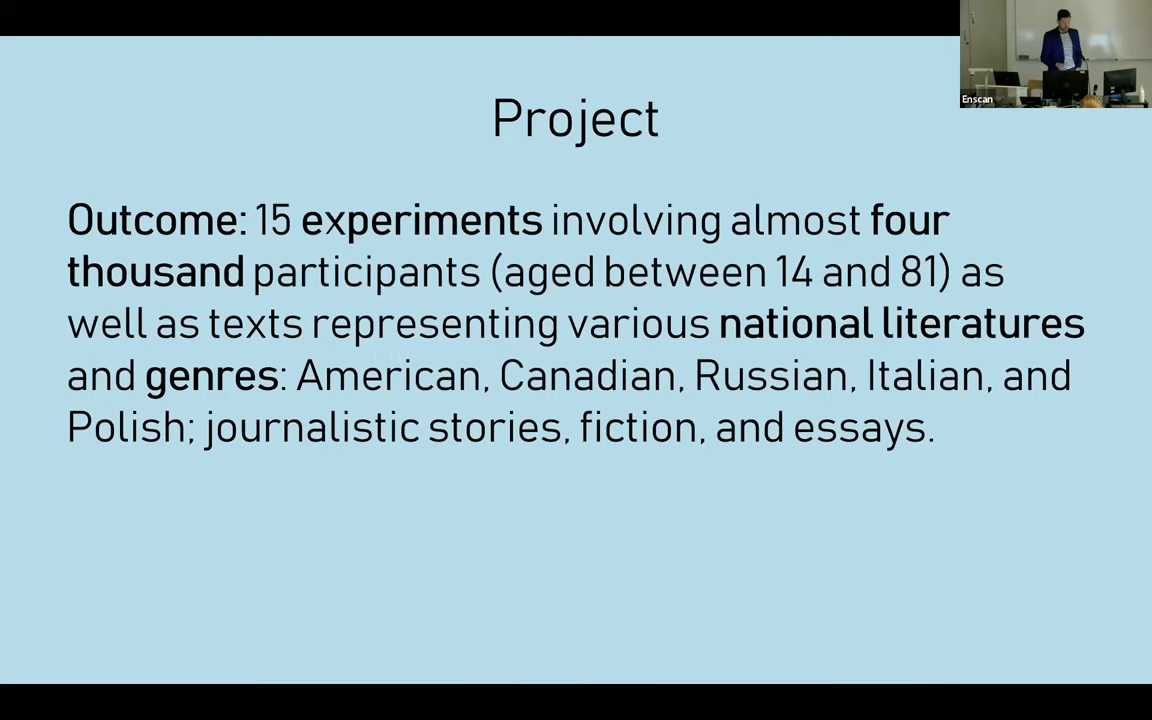 Enscan
Project
Outcome: 15 experiments involving almost four
thousand participants (aged between 14 and 81) as
well as texts representing various national literatures
and genres: American, Canadian, Russian, Italian, and
Polish; journalistic stories, fiction, and essays.